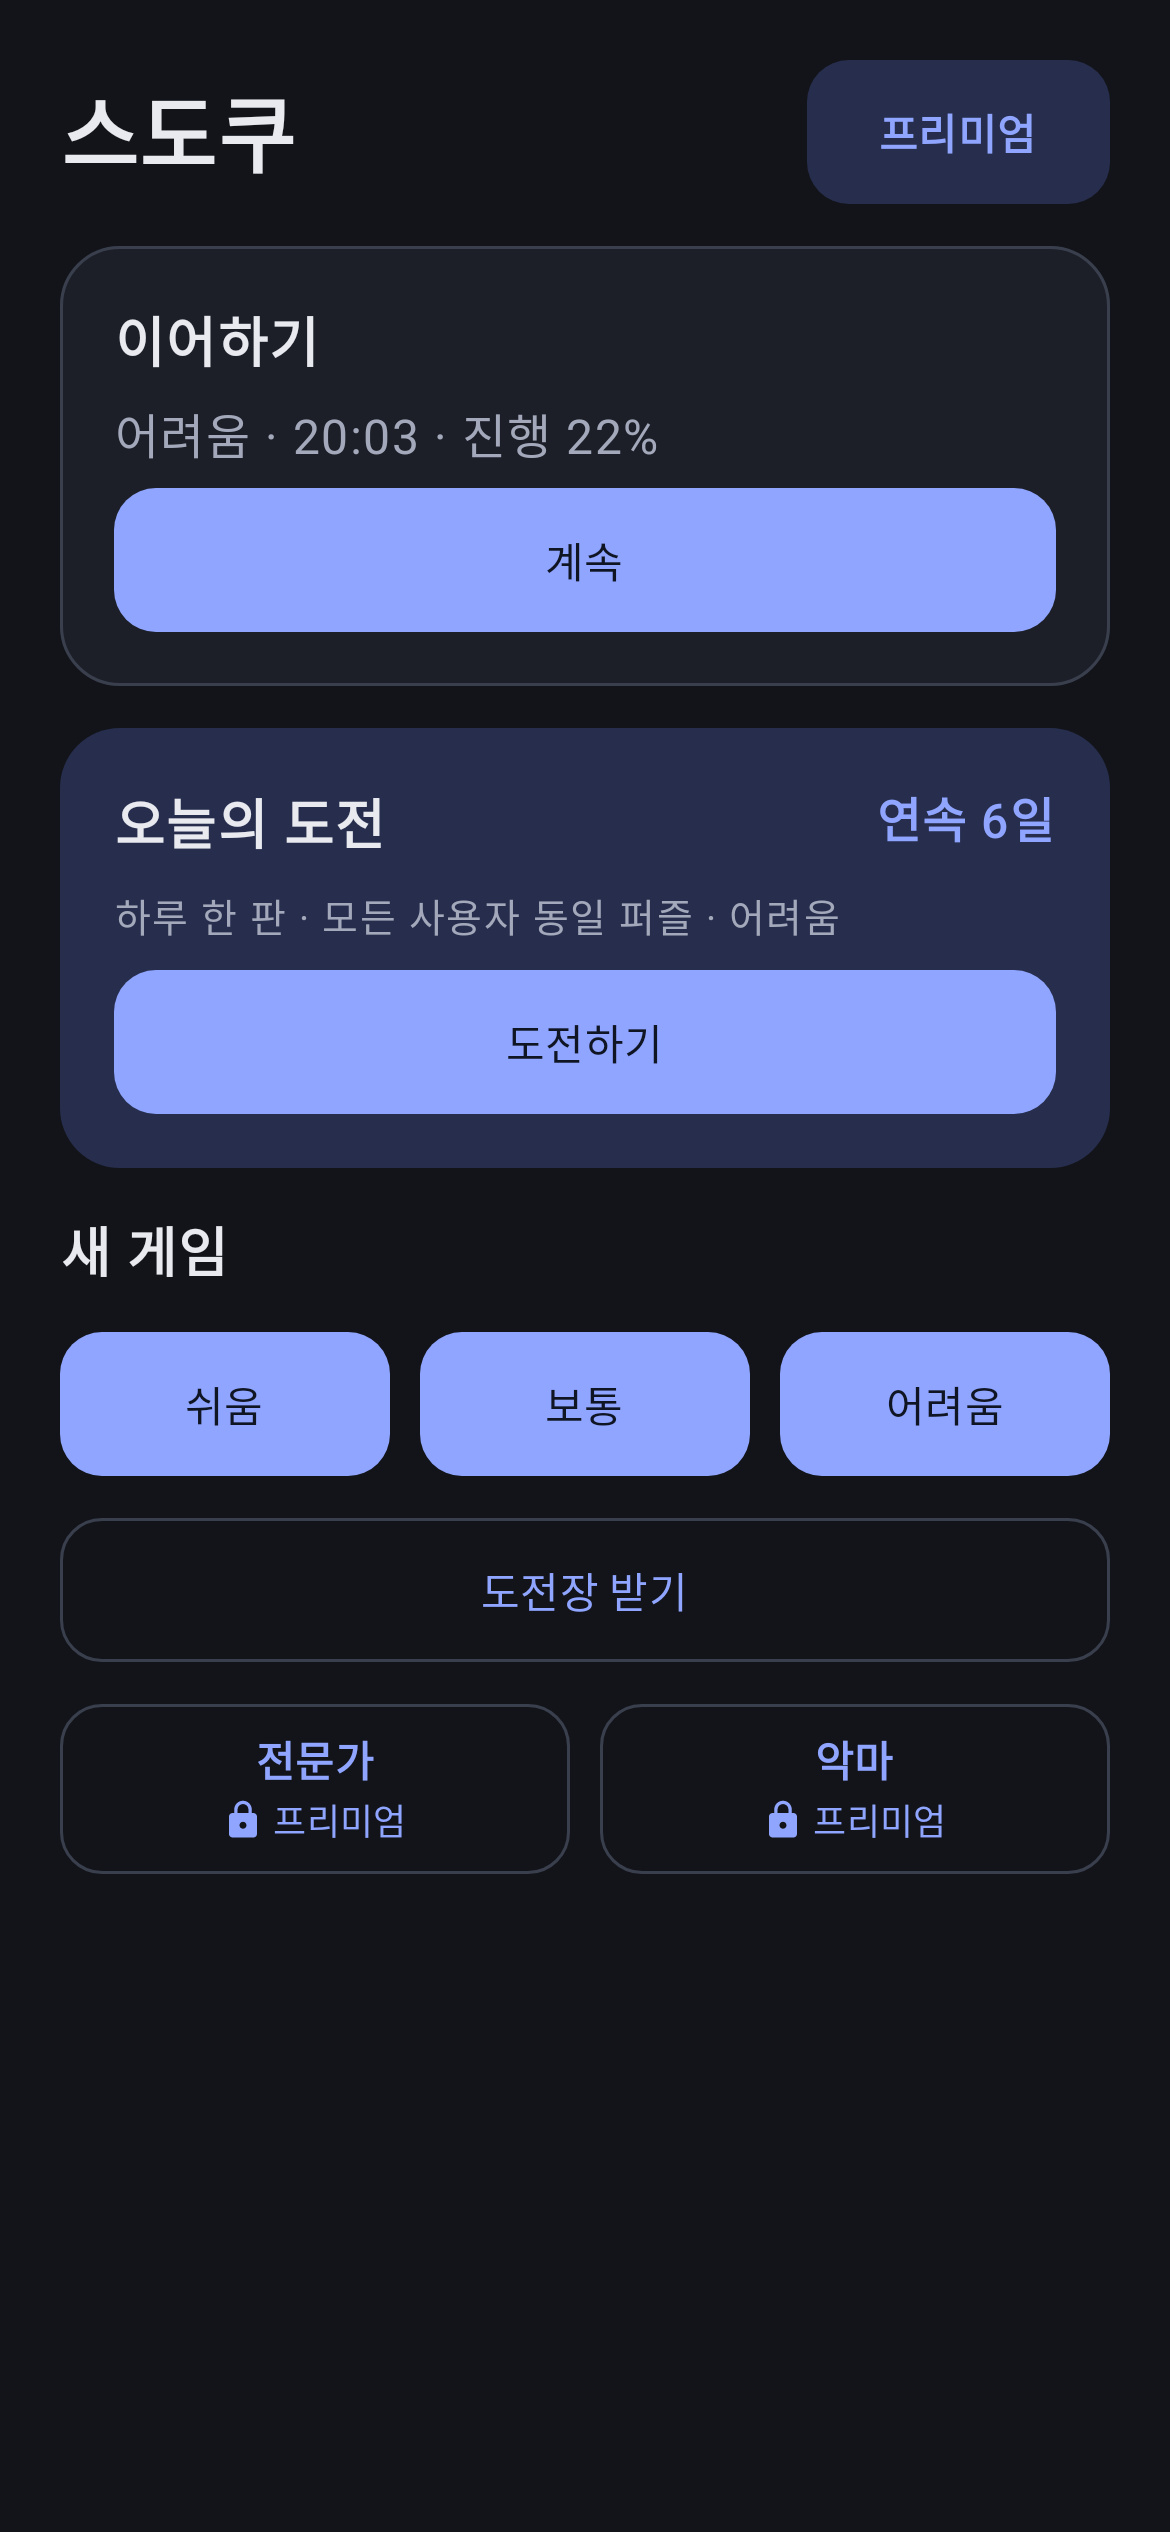 스도쿠
프리미엄
이어하기
어려움 · 20:03 · 진행 22%
계속
오늘의 도전
연속 6일
하루 한 판 · 모든 사용자 동일 퍼즐 · 어려움
도전하기
새 게임
쉬움
보통
어려움
도전장 받기
전문가
프리미엄
악마
프리미엄